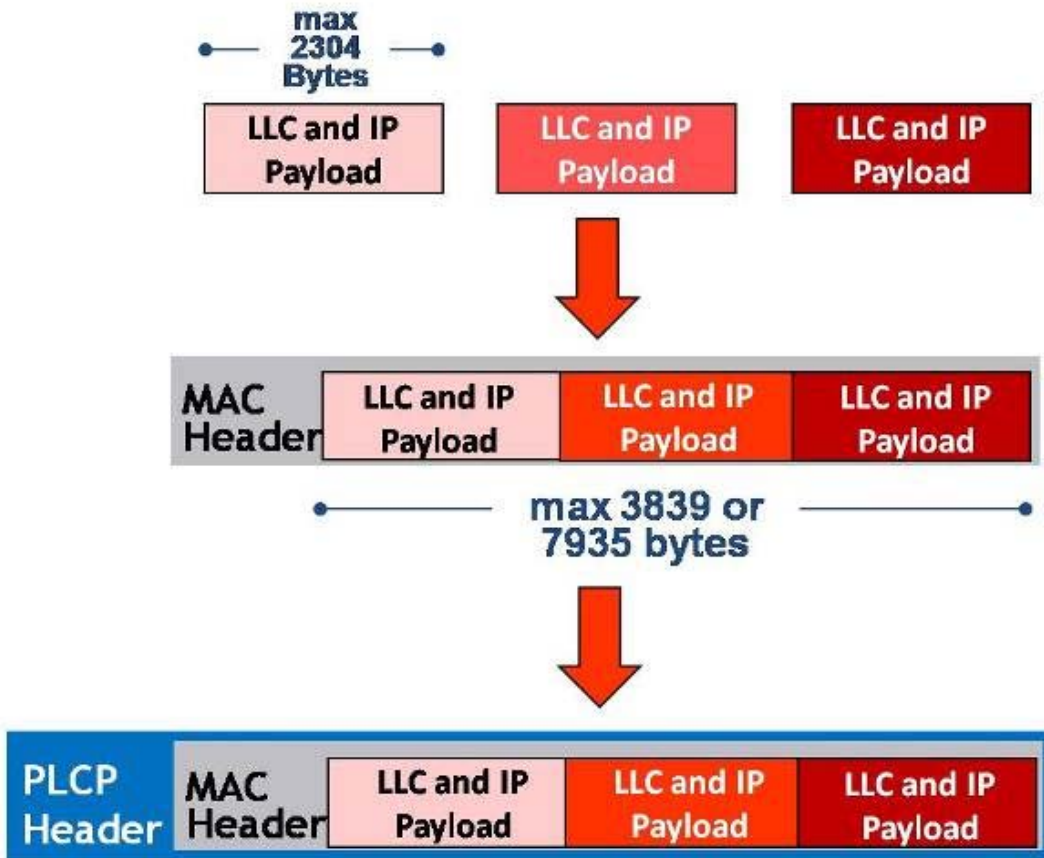 max
2304
Bytes
LLC and IP
Payload
LLC and IP
Payload
LLC and IP
Payload
MAC
Header
LLC and IP
Payload
LLC and IP
Payload
LLC and IP
Payload
max 3839 or
7935 bytes
PLCP
Header
MAC
Header
LLC and IP
Payload
LLC and IP
Payload
LLC and IP
Payload